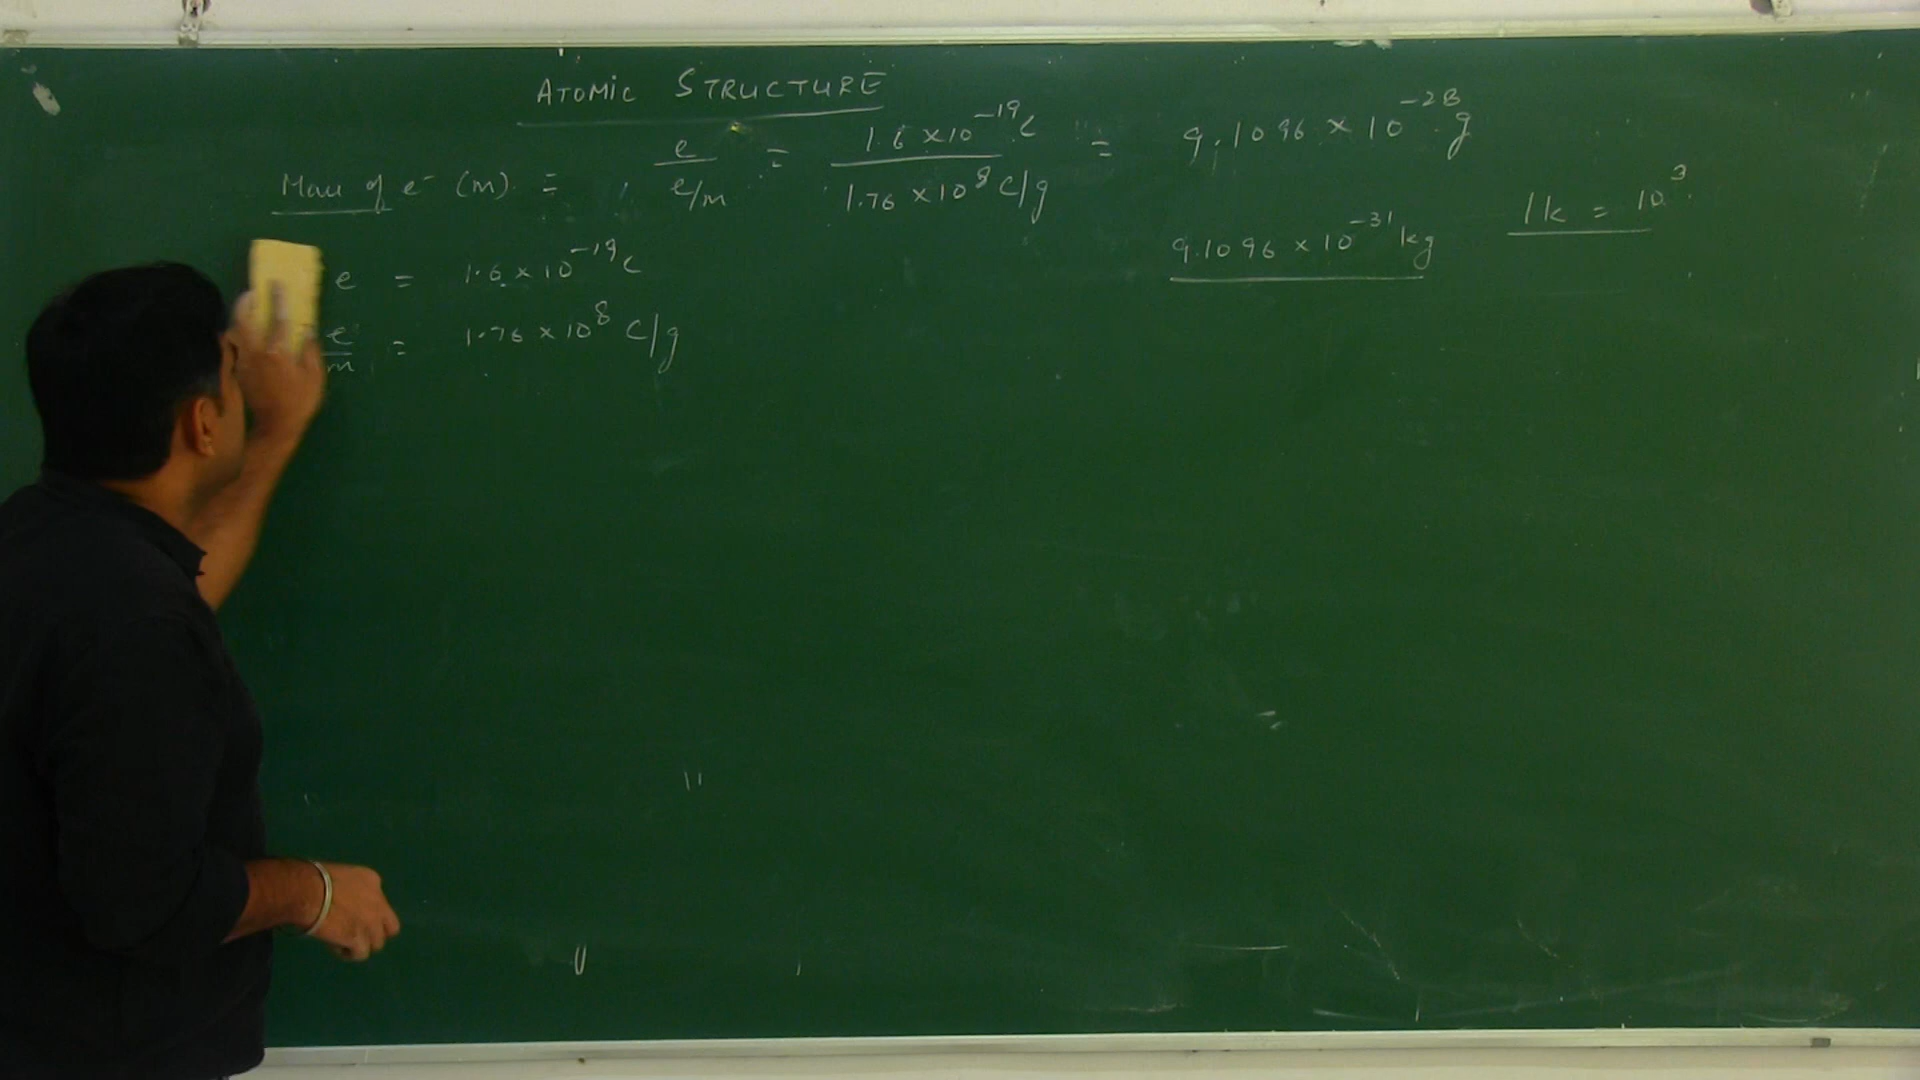 ATOMIC STRUCTURE
Mass of e⁻ (m) = e / e/m = 1.6 × 10⁻¹⁹ C / 1.76 × 10⁸ C/g = 9.1096 × 10⁻²⁸ g
9.1096 × 10⁻³¹ kg
1k = 10³
e = 1.6 × 10⁻¹⁹ C
e/m = 1.76 × 10⁸ C/g